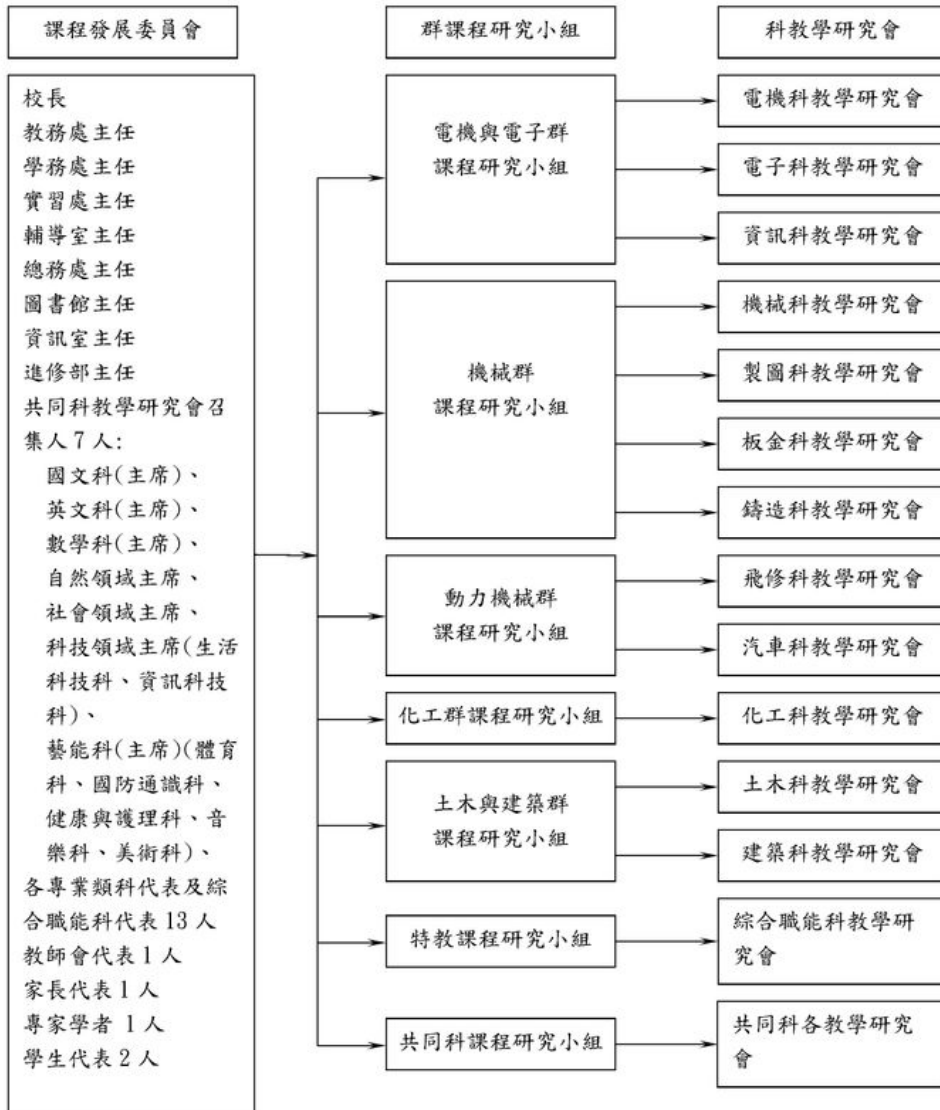 課程發展委員會
校長
教務處主任
學務處主任
實習處主任
輔導室主任
總務處主任
圖書館主任
資訊室主任
進修部主任
共同科教學研究會召
集人7人:
國文科(主席)、
英文科(主席)、
數學科(主席)、
自然領域主席、
社會領域主席、
科技領域主席(生活
科技科、資訊科技
科)、
藝能科(主席)(體育
科、國防通識科、
健康與護理科、音
樂科、美術科)、
各專業類科代表及綜
合職能科代表13人
教師會代表1人
家長代表1人
專家學者 1人
學生代表2人
群課程研究小組
電機與電子群
課程研究小組
機械群
課程研究小組
動力機械群
課程研究小組
化工群課程研究小組
土木與建築群
課程研究小組
特教課程研究小組
共同科課程研究小組
科教學研究會
電機科教學研究會
電子科教學研究會
資訊科教學研究會
機械科教學研究會
製圖科教學研究會
板金科教學研究會
鑄造科教學研究會
飛修科教學研究會
汽車科教學研究會
化工科教學研究會
土木科教學研究會
建築科教學研究會
綜合職能科教學研
究會
共同科各教學研究
會